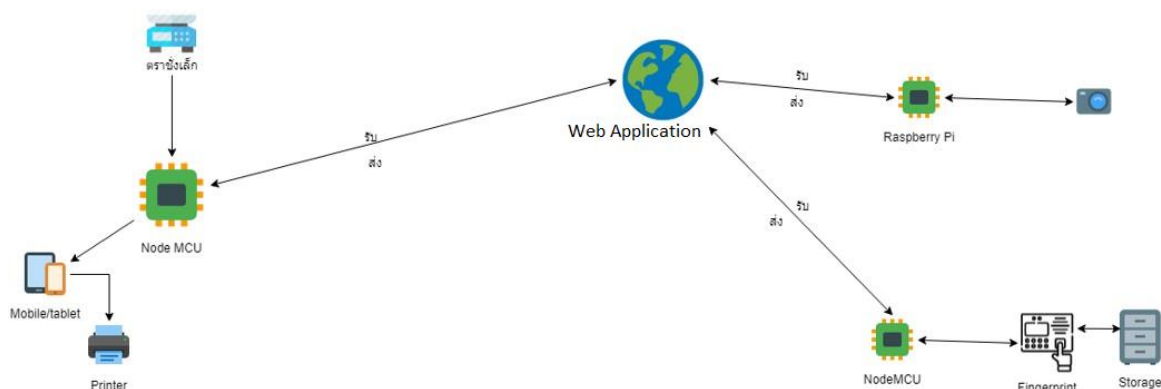 ตราชั่งเล็ก
Web Application
รับ
ส่ง
Raspberry Pi
รับ
ส่ง
รับ
ส่ง
Node MCU
Mobile/tablet
Printer
NodeMCU
Fingerprint
Storage